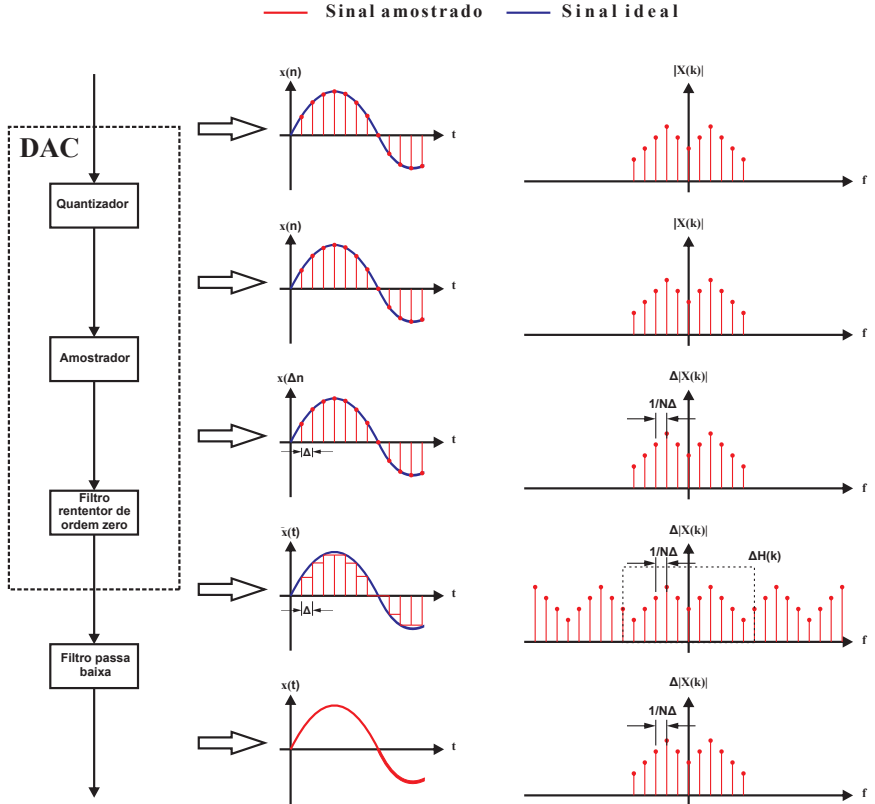 Sinal amostrado
Sinal ideal
x(n)
t
|X(k)|
f
DAC
Quantizador
x(n)
t
|X(k)|
f
Amostrador
x(Δn
t
Δ
Δ|X(k)|
1/NΔ
f
Filtro
rententor de
ordem zero
x(t)
t
Δ
Δ|X(k)|
1/NΔ
ΔH(k)
f
Filtro passa
baixa
x(t)
t
Δ|X(k)|
1/NΔ
f